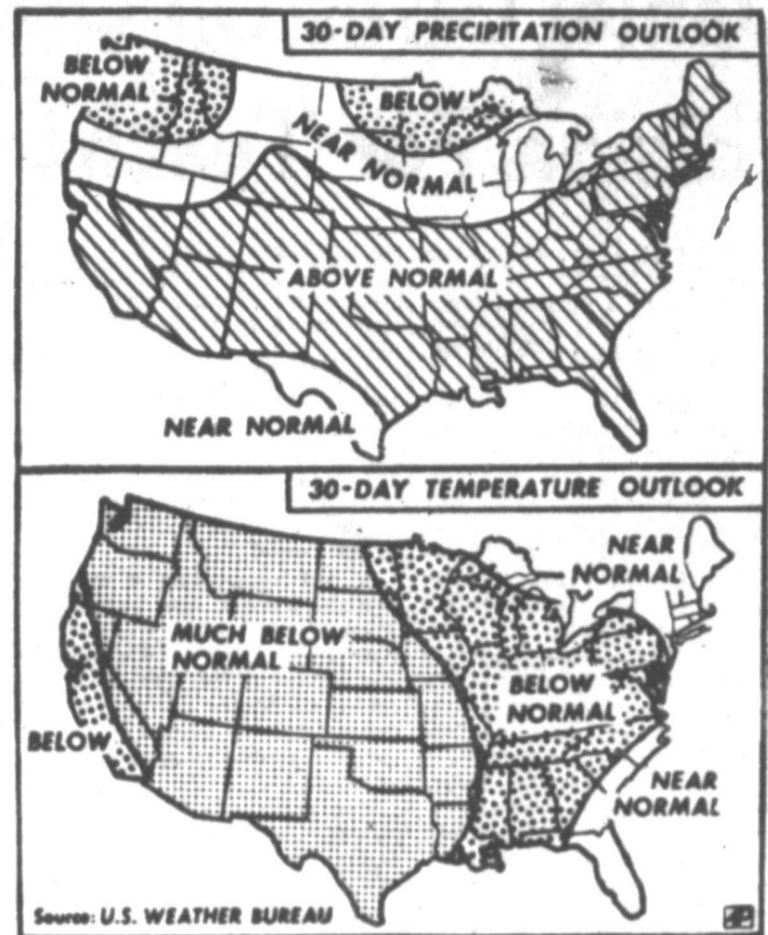 30-DAY PRECIPITATION OUTLOOK
BELOW
NORMAL
BELOW
NEAR
NORMAL
ABOVE NORMAL
NEAR NORMAL
30-DAY TEMPERATURE OUTLOOK
NEAR
NORMAL
MUCH BELOW
NORMAL
BELOW
NORMAL
BELOW
NEAR
NORMAL
Source: U.S. WEATHER BUREAU
AP